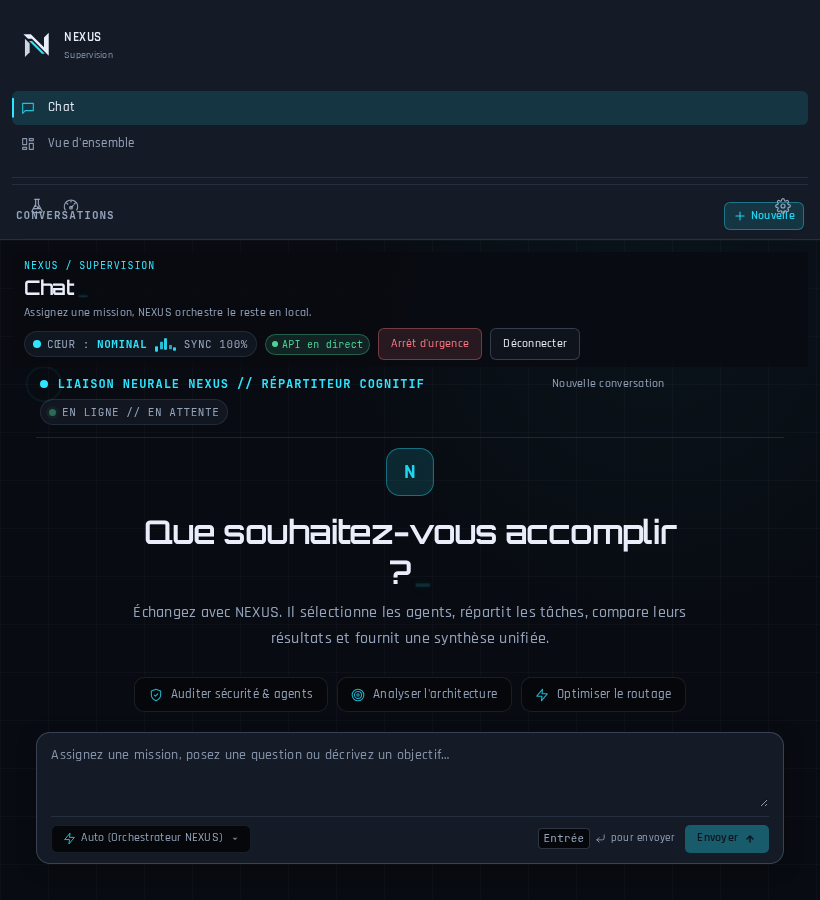 NEXUS
Supervision
Chat
Vue d'ensemble
CONVERSATIONS
Nouvelle
NEXUS / SUPERVISION
Chat_
Assignez une mission, NEXUS orchestre le reste en local.
CŒUR : NOMINAL SYNC 100%
API en direct
Arrêt d'urgence
Déconnecter
LIAISON NEURALE NEXUS // RÉPARTITEUR COGNITIF
Nouvelle conversation
EN LIGNE // EN ATTENTE
N
Que souhaitez-vous accomplir
?_
Échangez avec NEXUS. Il sélectionne les agents, répartit les tâches, compare leurs
résultats et fournit une synthèse unifiée.
Auditer sécurité & agents
Analyser l'architecture
Optimiser le routage
Assignez une mission, posez une question ou décrivez un objectif…
Auto (Orchestrateur NEXUS)
Entrée ↵ pour envoyer
Envoyer ↑